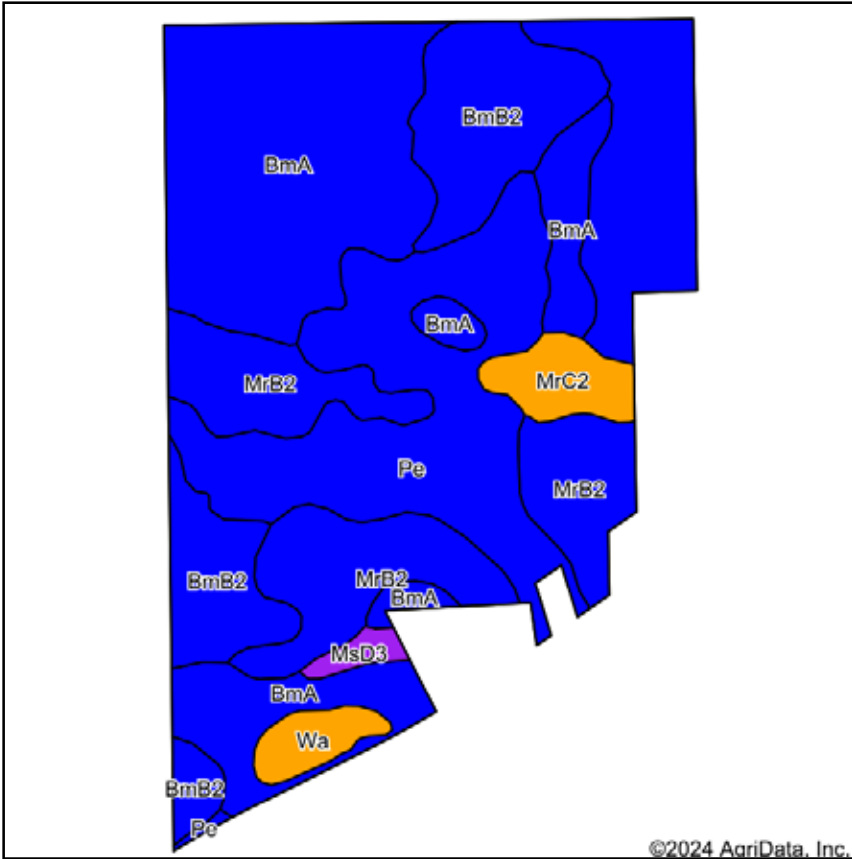 BmB2
BmA
BmA
BmA
MrC2
MrB2
Pe
MrB2
BmB2
MrB2
BmA
MsD3
BmA
Wa
BmB2
Pe
©2024 AgriData, Inc.